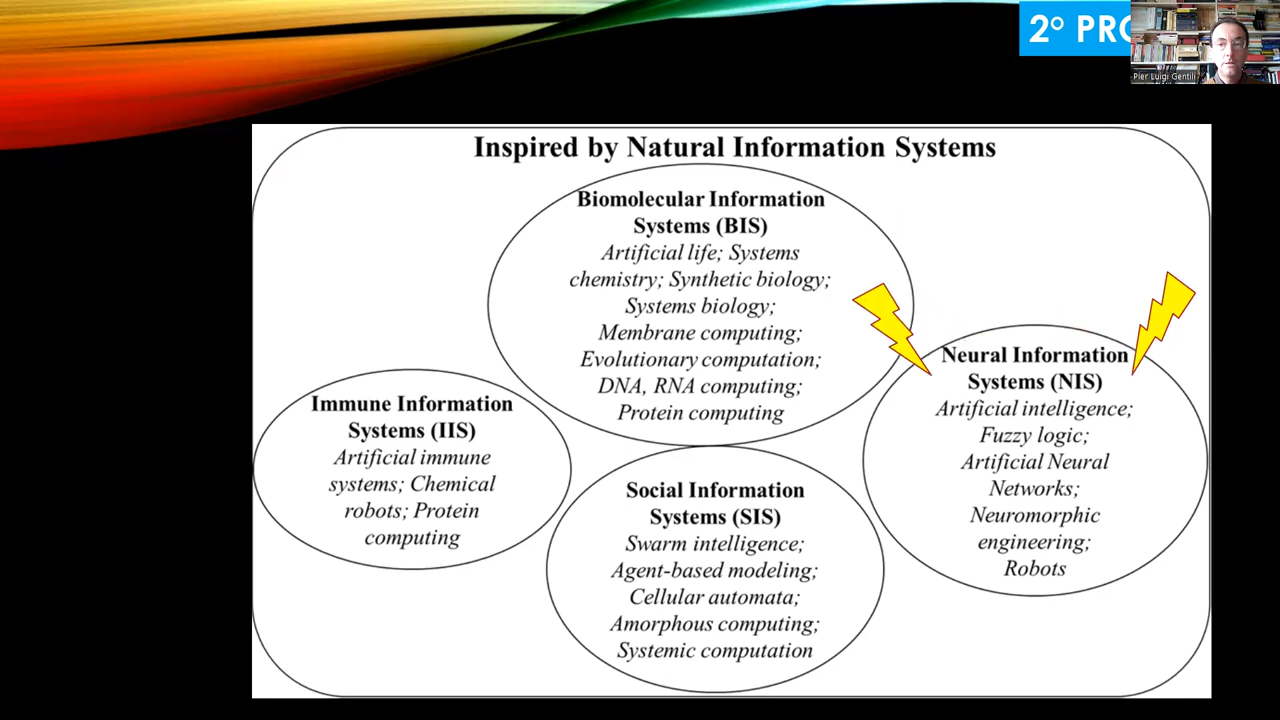 2° PRO
Pier Luigi Gentili
Inspired by Natural Information Systems
Biomolecular Information
Systems (BIS)
Artificial life; Systems
chemistry; Synthetic biology;
Systems biology;
Membrane computing;
Evolutionary computation;
DNA, RNA computing;
Protein computing
Neural Information
Systems (NIS)
Artificial intelligence;
Fuzzy logic;
Artificial Neural
Networks;
Neuromorphic
engineering;
Robots
Immune Information
Systems (IIS)
Artificial immune
systems; Chemical
robots; Protein
computing
Social Information
Systems (SIS)
Swarm intelligence;
Agent-based modeling;
Cellular automata;
Amorphous computing;
Systemic computation